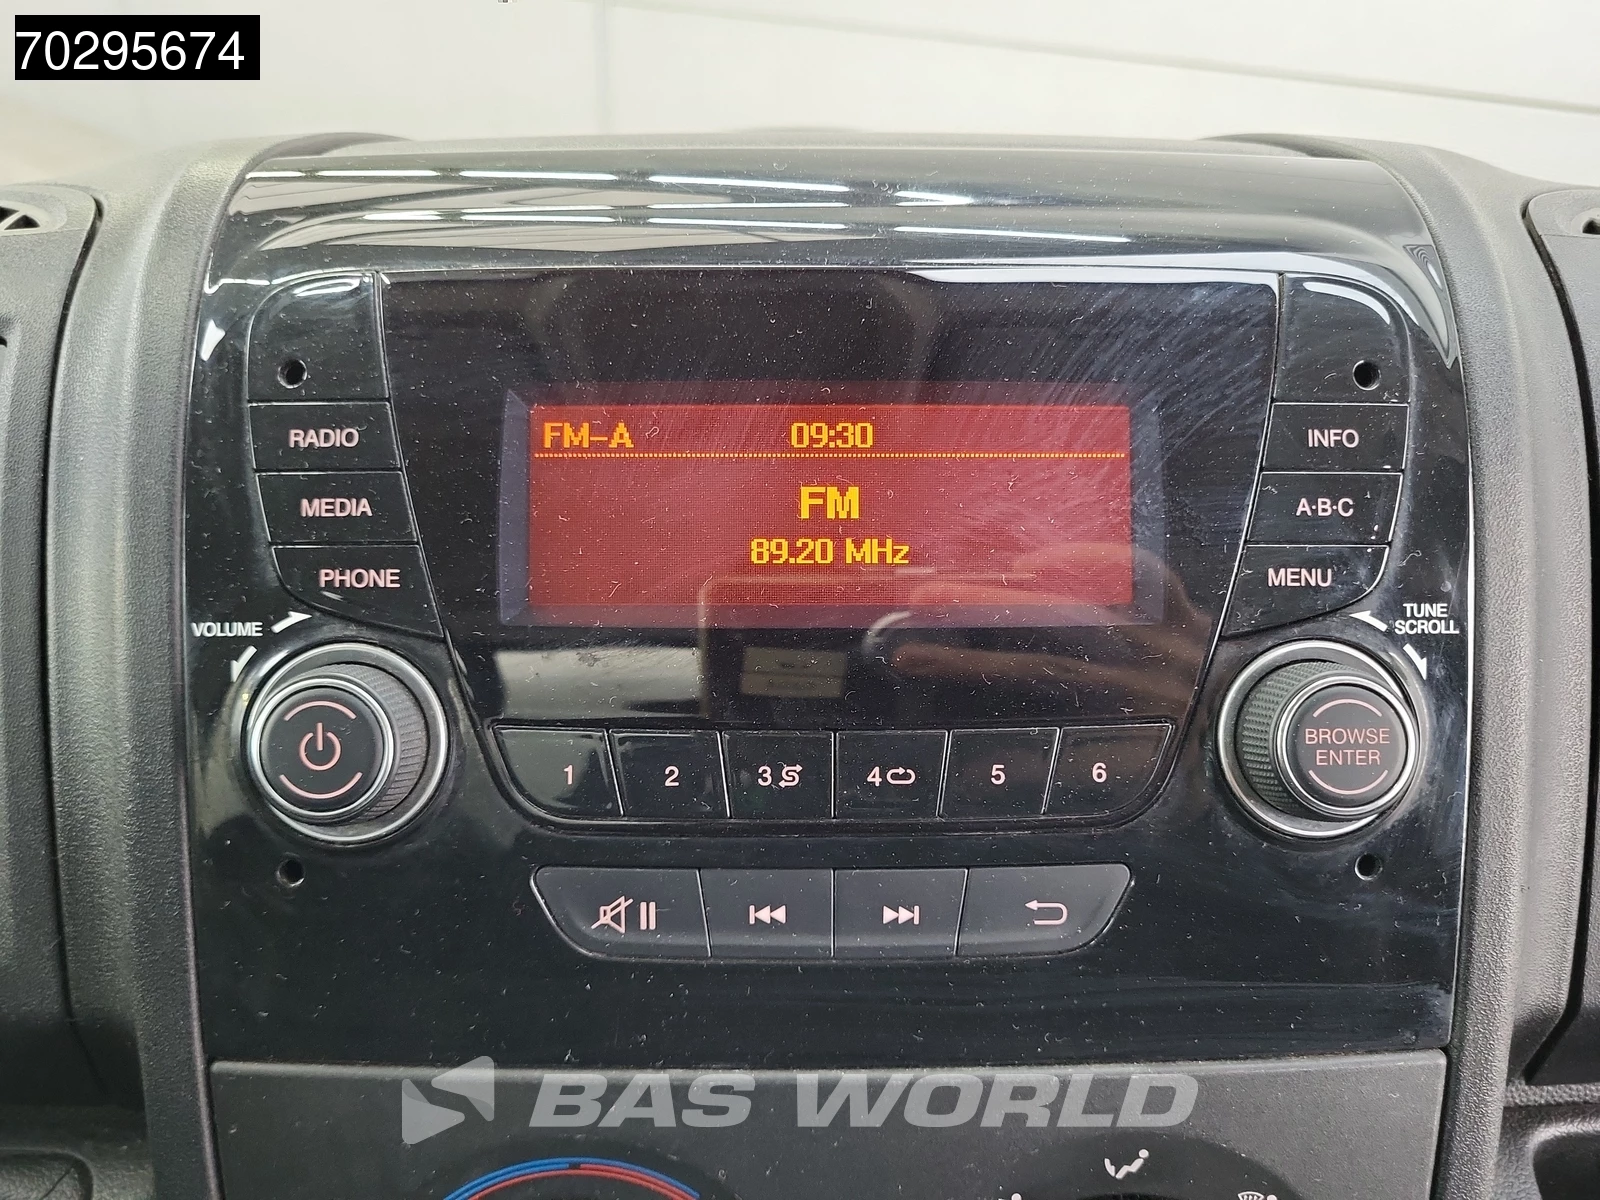 70295674
FM-A 09:30
FM
89.20 MHz
RADIO
MEDIA
PHONE
VOLUME
INFO
A·B·C
MENU
TUNE
SCROLL
BROWSE
ENTER
1 2 3 4 5 6
BAS WORLD